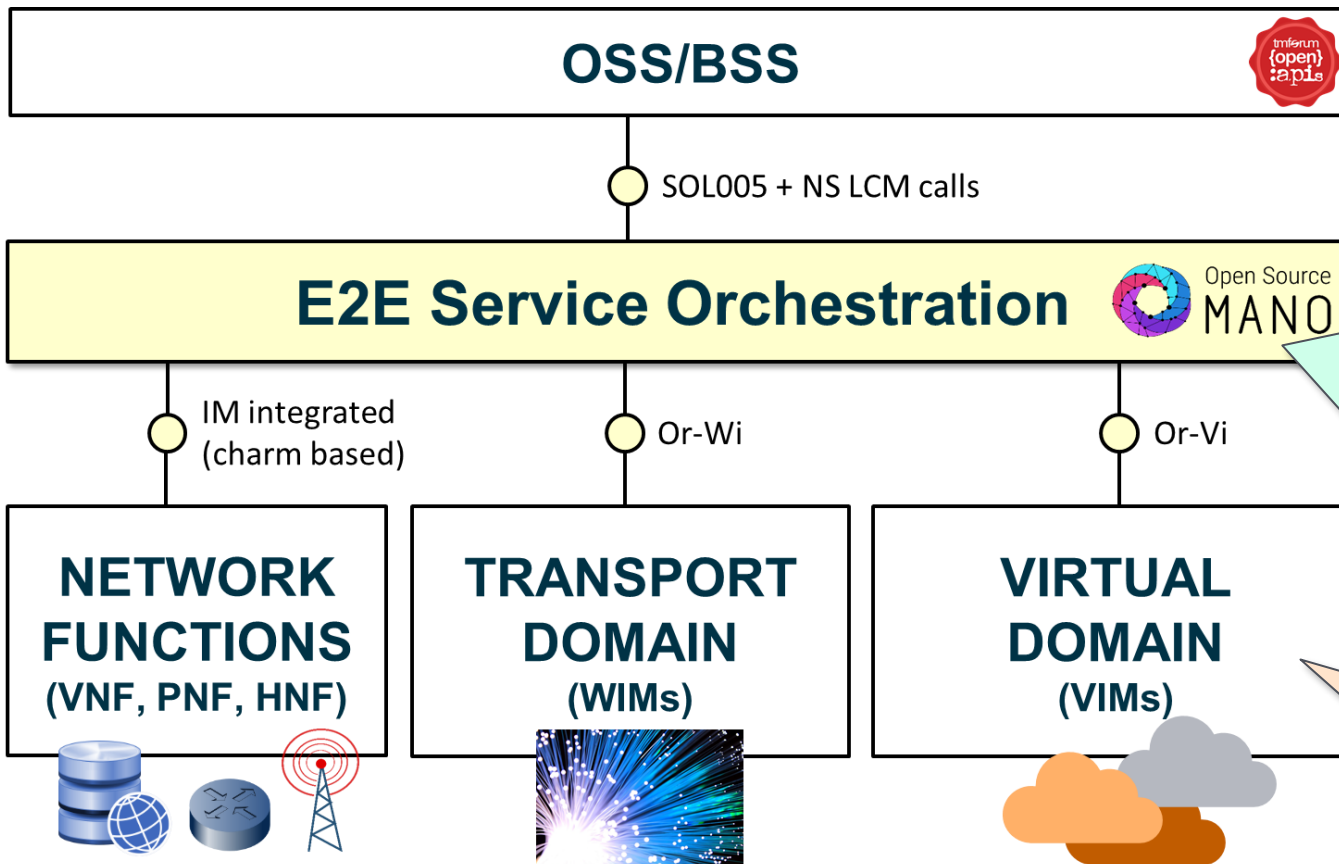 OSS/BSS
tmforum
{open}
:apis
SOL005 + NS LCM calls
E2E Service Orchestration
Open Source
MANO
IM integrated
(charm based)
Or-Wi
Or-Vi
NETWORK
FUNCTIONS
(VNF, PNF, HNF)
TRANSPORT
DOMAIN
(WIMs)
VIRTUAL
DOMAIN
(VIMs)